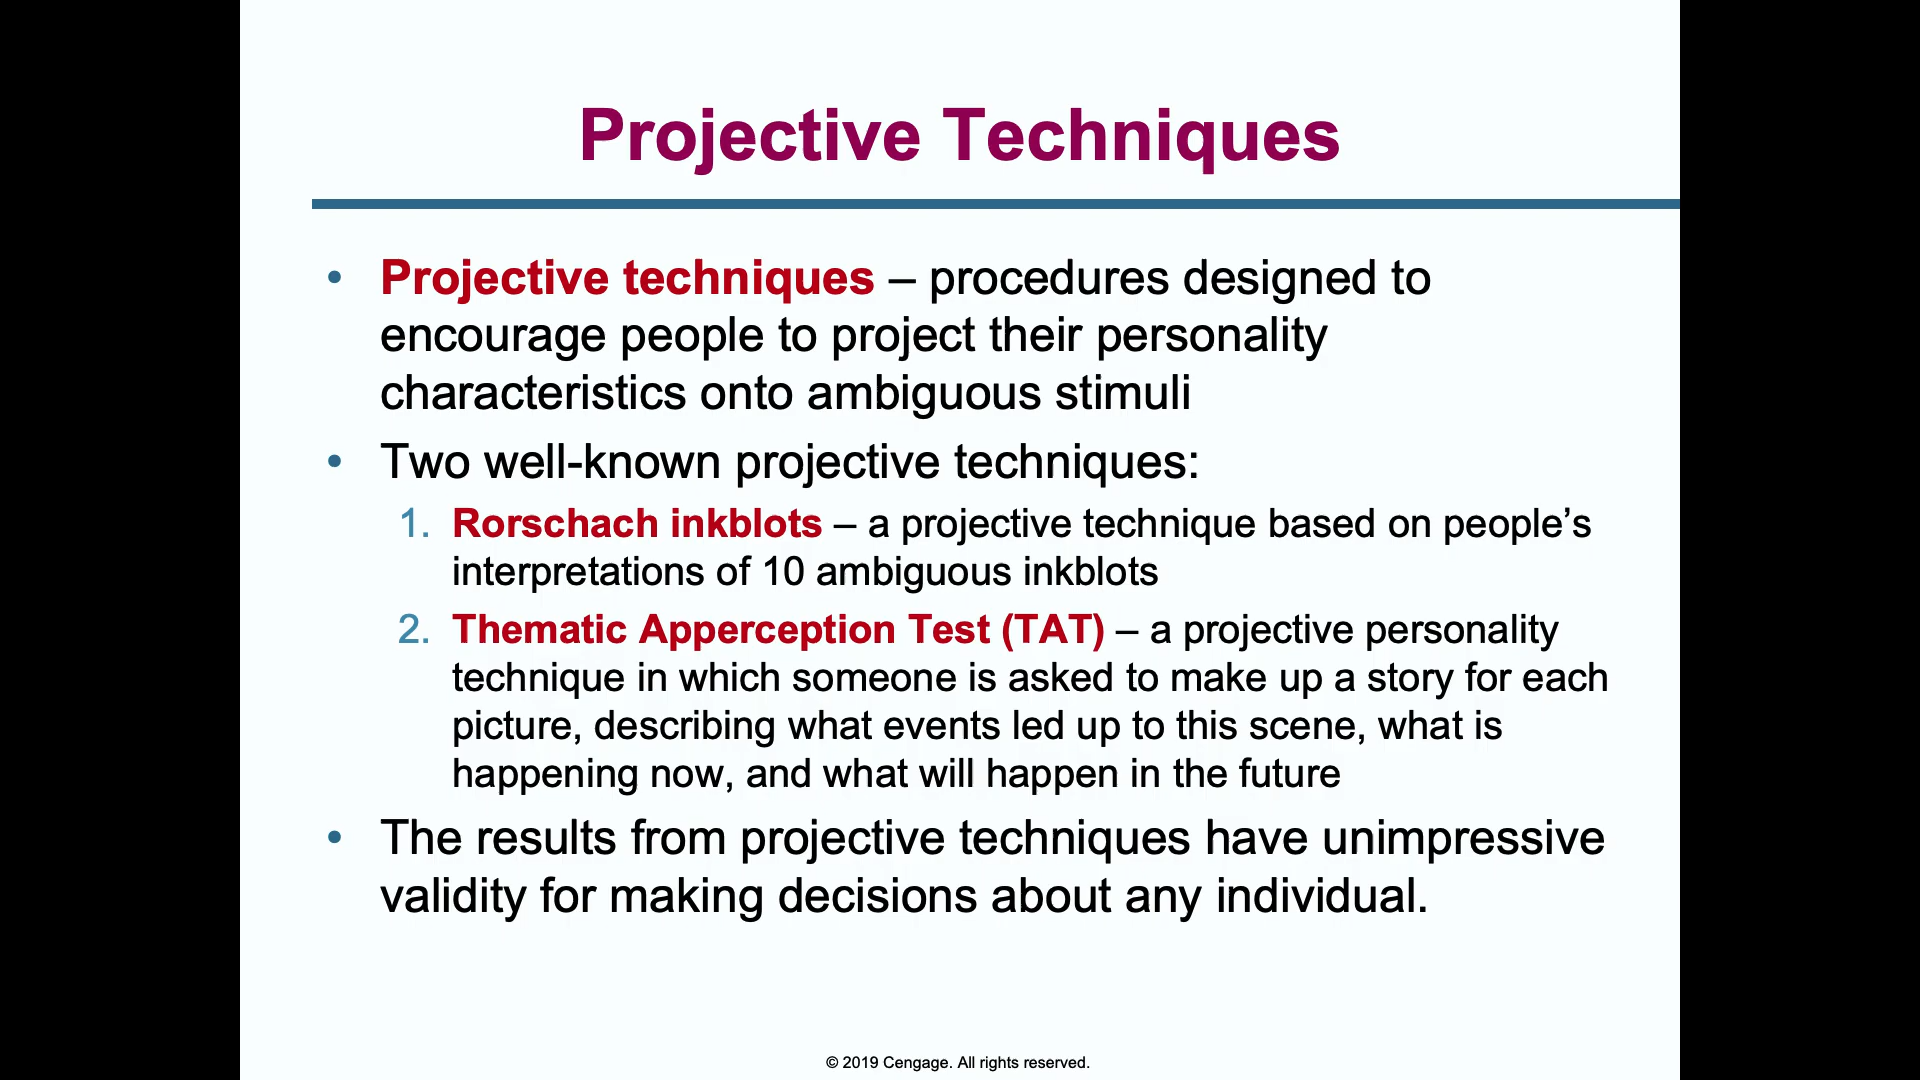 Projective Techniques
• Projective techniques – procedures designed to
encourage people to project their personality
characteristics onto ambiguous stimuli
• Two well-known projective techniques:
1. Rorschach inkblots – a projective technique based on people’s
interpretations of 10 ambiguous inkblots
2. Thematic Apperception Test (TAT) – a projective personality
technique in which someone is asked to make up a story for each
picture, describing what events led up to this scene, what is
happening now, and what will happen in the future
• The results from projective techniques have unimpressive
validity for making decisions about any individual.
© 2019 Cengage. All rights reserved.